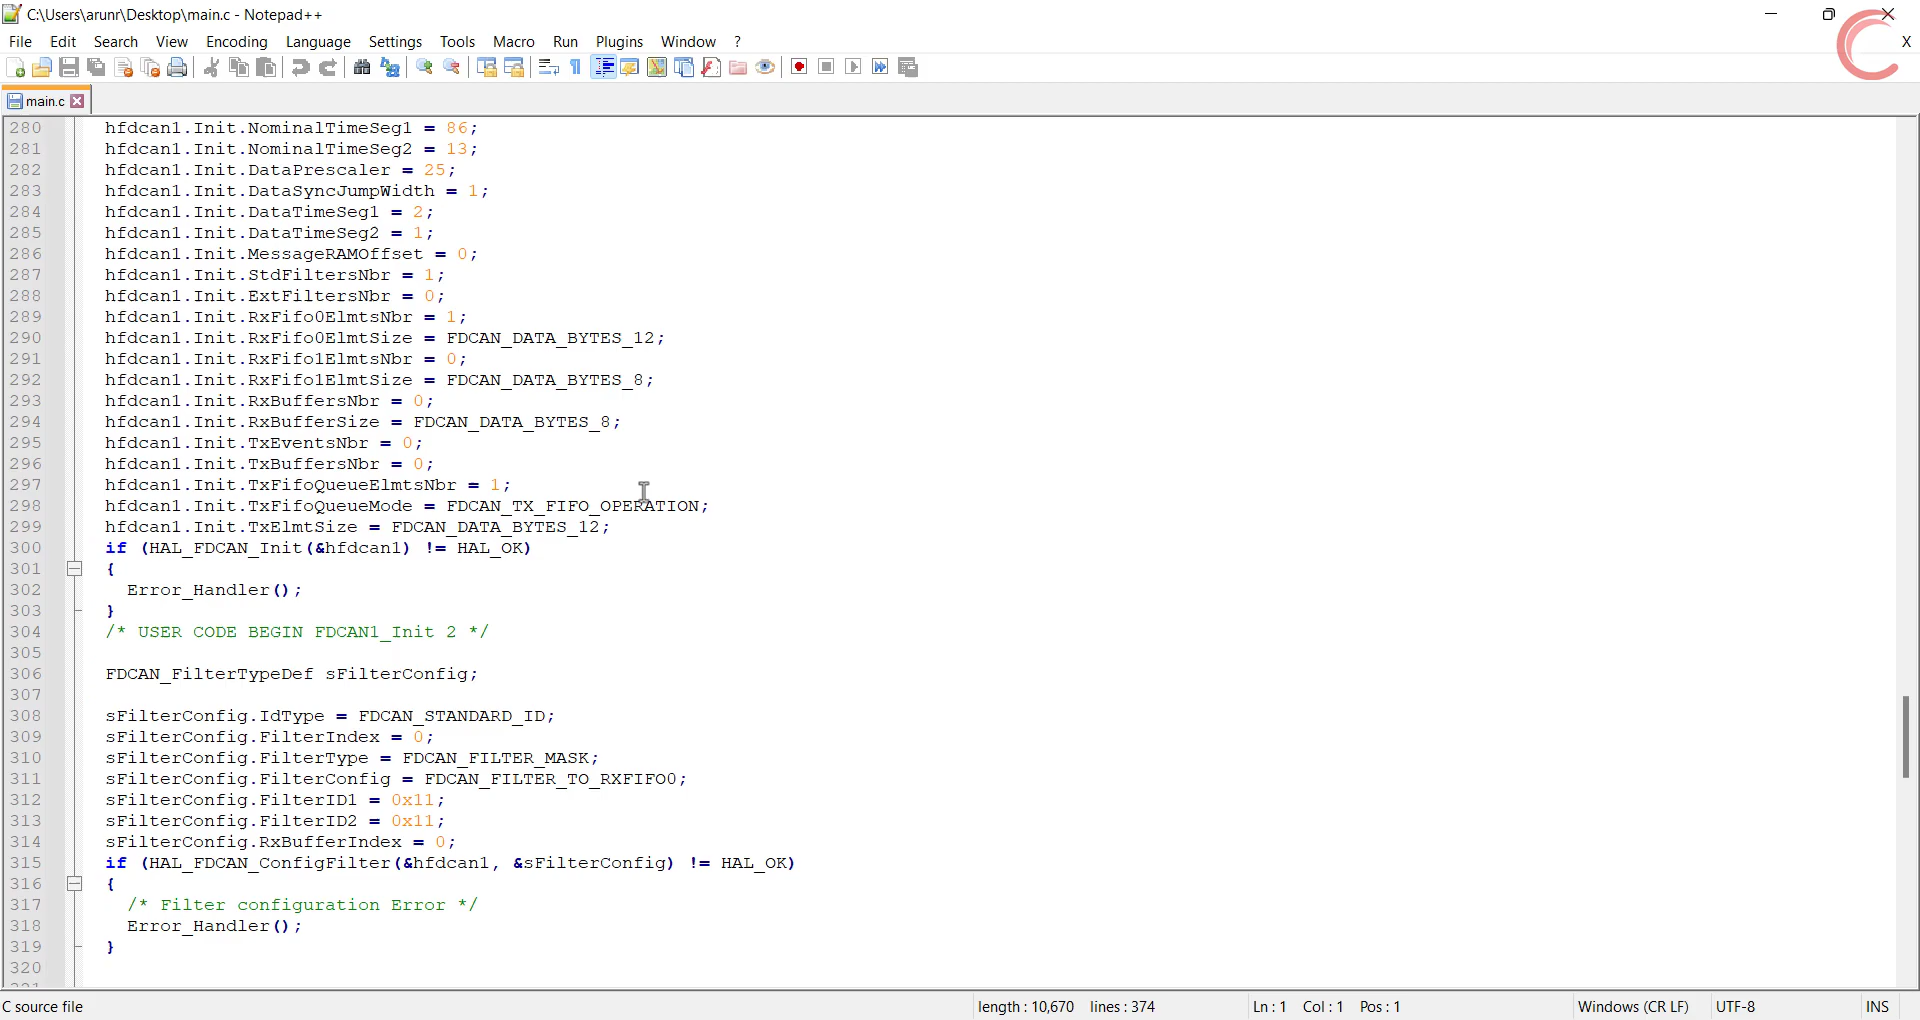 C:\Users\arunr\Desktop\main.c - Notepad++
File Edit Search View Encoding Language Settings Tools Macro Run Plugins Window ?
X
main.c
280 hfdcan1.Init.NominalTimeSeg1 = 86;
281 hfdcan1.Init.NominalTimeSeg2 = 13;
282 hfdcan1.Init.DataPrescaler = 25;
283 hfdcan1.Init.DataSyncJumpWidth = 1;
284 hfdcan1.Init.DataTimeSeg1 = 2;
285 hfdcan1.Init.DataTimeSeg2 = 1;
286 hfdcan1.Init.MessageRAMOffset = 0;
287 hfdcan1.Init.StdFiltersNbr = 1;
288 hfdcan1.Init.ExtFiltersNbr = 0;
289 hfdcan1.Init.RxFifo0ElmtsNbr = 1;
290 hfdcan1.Init.RxFifo0ElmtSize = FDCAN_DATA_BYTES_12;
291 hfdcan1.Init.RxFifo1ElmtsNbr = 0;
292 hfdcan1.Init.RxFifo1ElmtSize = FDCAN_DATA_BYTES_8;
293 hfdcan1.Init.RxBuffersNbr = 0;
294 hfdcan1.Init.RxBufferSize = FDCAN_DATA_BYTES_8;
295 hfdcan1.Init.TxEventsNbr = 0;
296 hfdcan1.Init.TxBuffersNbr = 0;
297 hfdcan1.Init.TxFifoQueueElmtsNbr = 1;
298 hfdcan1.Init.TxFifoQueueMode = FDCAN_TX_FIFO_OPERATION;
299 hfdcan1.Init.TxElmtSize = FDCAN_DATA_BYTES_12;
300 if (HAL_FDCAN_Init(&hfdcan1) != HAL_OK)
301 {
302 Error_Handler();
303 }
304 /* USER CODE BEGIN FDCAN1_Init 2 */
305
306 FDCAN_FilterTypeDef sFilterConfig;
307
308 sFilterConfig.IdType = FDCAN_STANDARD_ID;
309 sFilterConfig.FilterIndex = 0;
310 sFilterConfig.FilterType = FDCAN_FILTER_MASK;
311 sFilterConfig.FilterConfig = FDCAN_FILTER_TO_RXFIFO0;
312 sFilterConfig.FilterID1 = 0x11;
313 sFilterConfig.FilterID2 = 0x11;
314 sFilterConfig.RxBufferIndex = 0;
315 if (HAL_FDCAN_ConfigFilter(&hfdcan1, &sFilterConfig) != HAL_OK)
316 {
317 /* Filter configuration Error */
318 Error_Handler();
319 }
320
C source file length : 10,670 lines : 374 Ln : 1 Col : 1 Pos : 1 Windows (CR LF) UTF-8 INS